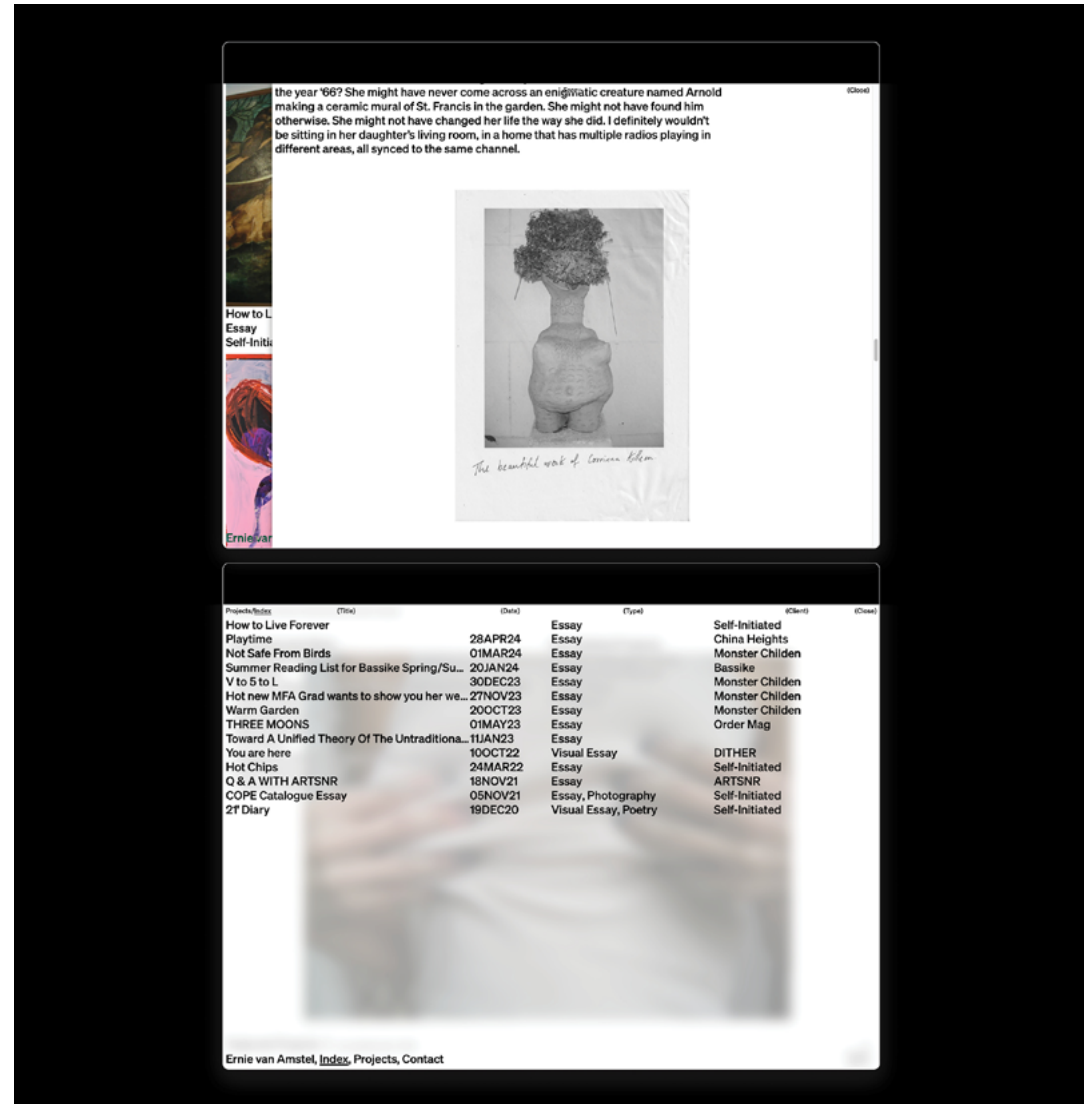 the year '66? She might have never come across an enigmatic creature named Arnold
making a ceramic mural of St. Francis in the garden. She might not have found him
otherwise. She might not have changed her life the way she did. I definitely wouldn't
be sitting in her daughter's living room, in a home that has multiple radios playing in
different areas, all synced to the same channel.
(Close)
How to L
Essay
Self-Initia
The beautiful work of
Ernie var
Projects/Index (Title) (Date) (Type) (Client) (Close)
How to Live Forever Essay Self-Initiated
Playtime 28APR24 Essay China Heights
Not Safe From Birds 01MAR24 Essay Monster Childen
Summer Reading List for Bassike Spring/Su... 20JAN24 Essay Bassike
V to 5 to L 30DEC23 Essay Monster Childen
Hot new MFA Grad wants to show you her we... 27NOV23 Essay Monster Childen
Warm Garden 20OCT23 Essay Monster Childen
THREE MOONS 01MAY23 Essay Order Mag
Toward A Unified Theory Of The Untraditiona... 11JAN23 Essay
You are here 10OCT22 Visual Essay DITHER
Hot Chips 24MAR22 Essay Self-Initiated
Q & A WITH ARTSNR 18NOV21 Essay ARTSNR
COPE Catalogue Essay 05NOV21 Essay, Photography Self-Initiated
Diary 19DEC20 Visual Essay, Poetry Self-Initiated
Ernie van Amstel, Index, Projects, Contact